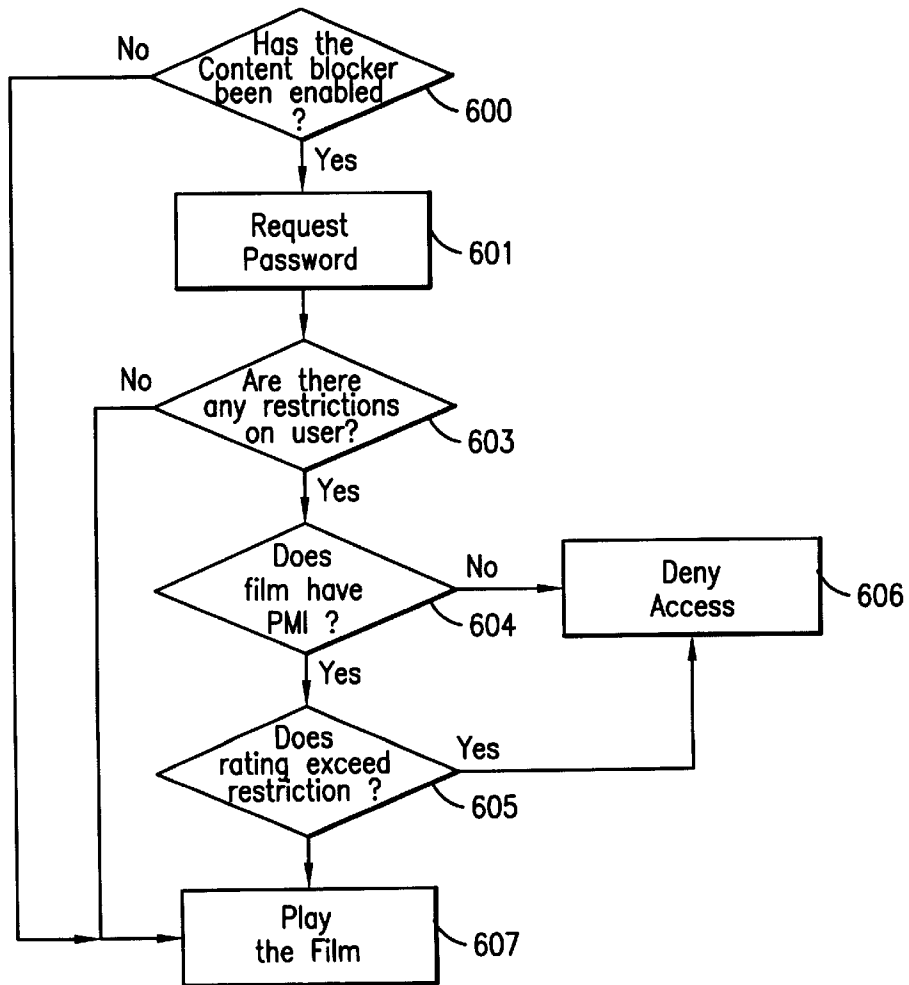 No
Has the
Content blocker
been enabled
?
600
Yes
Request
Password
601
No
Are there
any restrictions
on user?
603
Yes
Does
film have
PMI ?
604
No
Deny
Access
606
Yes
Does
rating exceed
restriction ?
605
Yes
Play
the Film
607